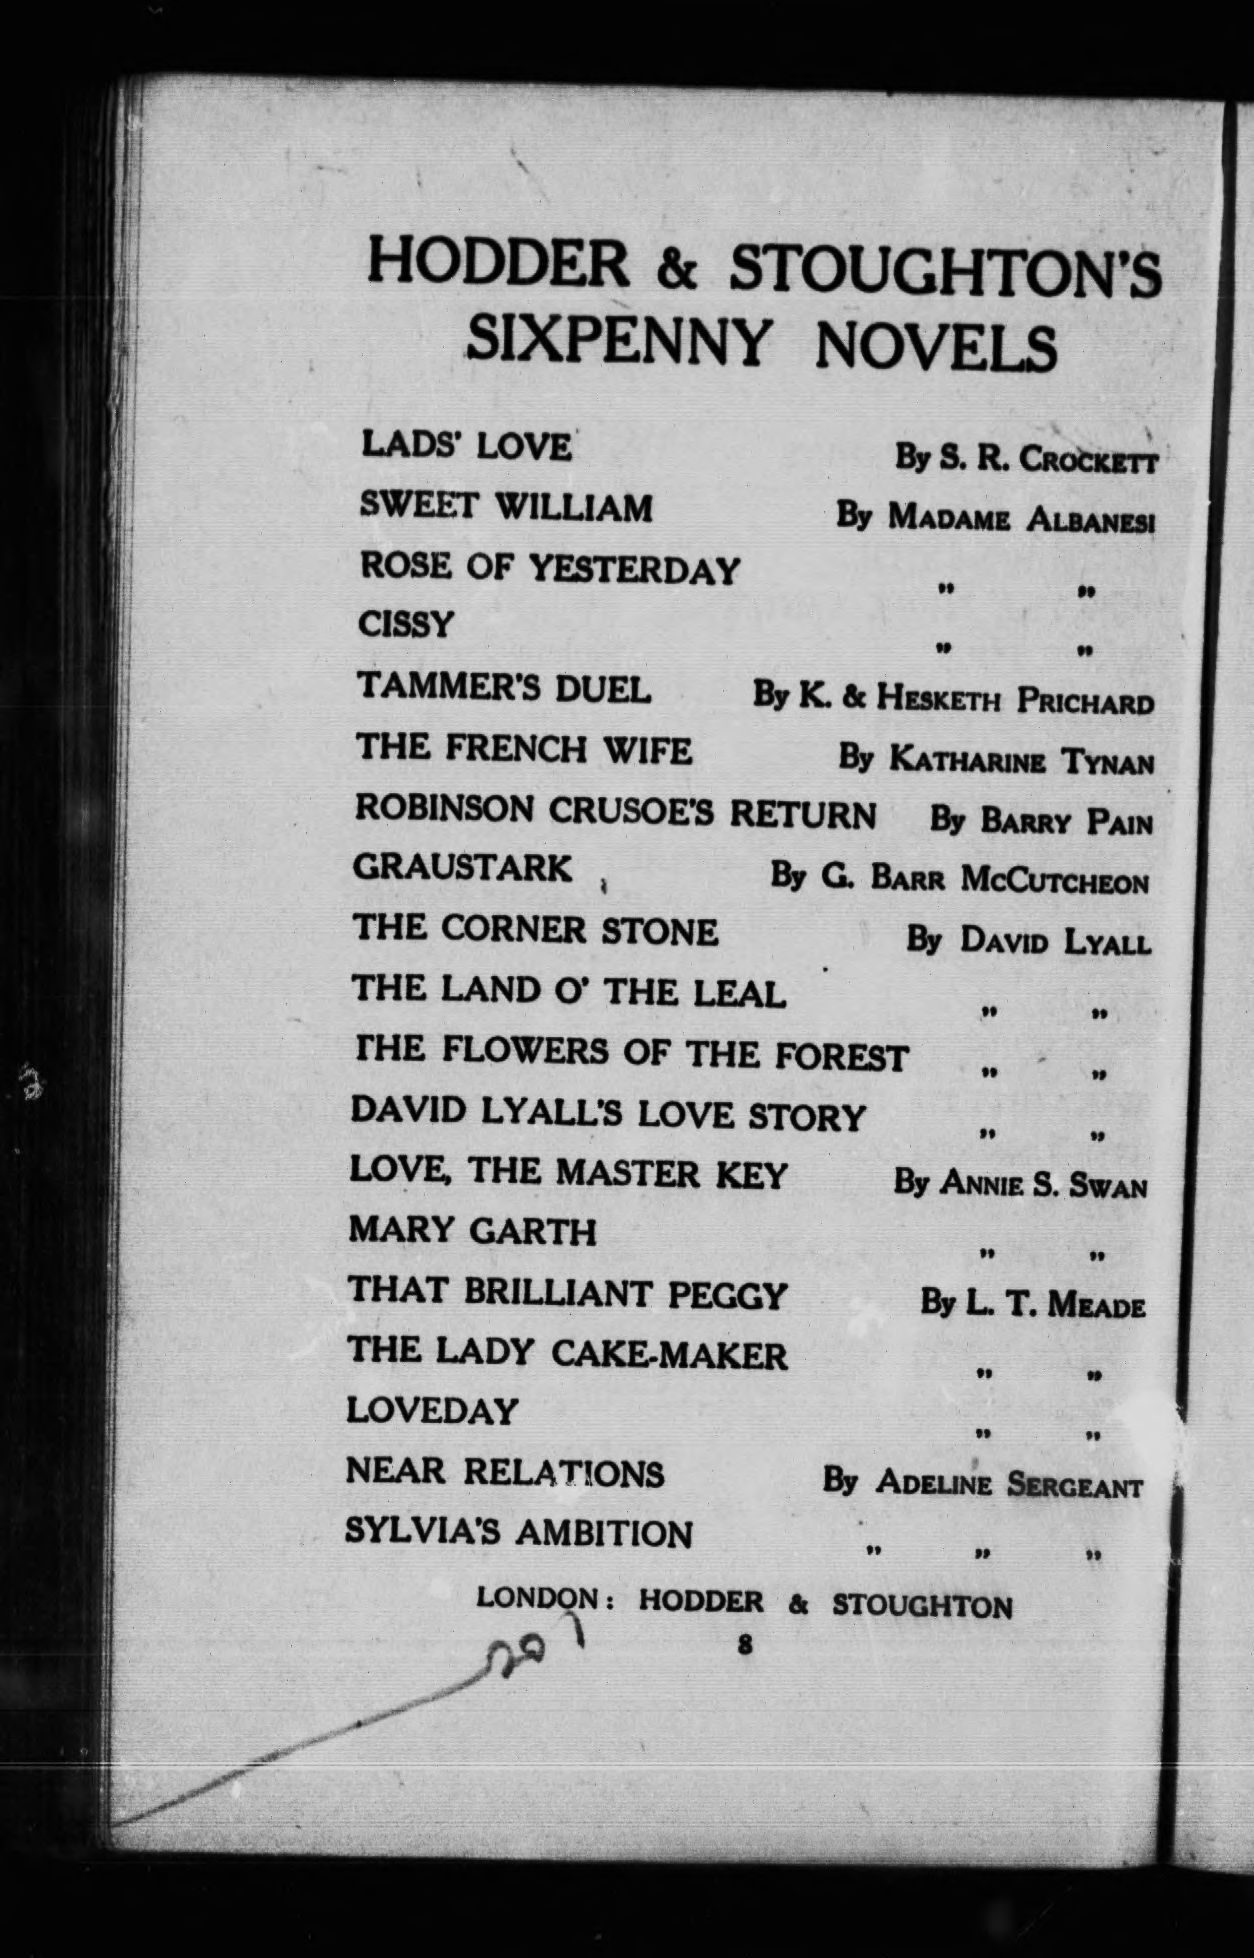 HODDER & STOUGHTON'S
SIXPENNY NOVELS
LADS' LOVE By S. R. CROCKETT
SWEET WILLIAM By MADAME ALBANESI
ROSE OF YESTERDAY „ „
CISSY „ „
TAMMER'S DUEL By K. & HESKETH PRICHARD
THE FRENCH WIFE By KATHARINE TYNAN
ROBINSON CRUSOE'S RETURN By BARRY PAIN
GRAUSTARK By G. BARR McCUTCHEON
THE CORNER STONE By DAVID LYALL
THE LAND O' THE LEAL „ „
THE FLOWERS OF THE FOREST „ „
DAVID LYALL'S LOVE STORY „ „
LOVE, THE MASTER KEY By ANNIE S. SWAN
MARY GARTH „ „
THAT BRILLIANT PEGGY By L. T. MEADE
THE LADY CAKE-MAKER „ „
LOVEDAY „ „
NEAR RELATIONS By ADELINE SERGEANT
SYLVIA'S AMBITION „ „ „
LONDON: HODDER & STOUGHTON
8